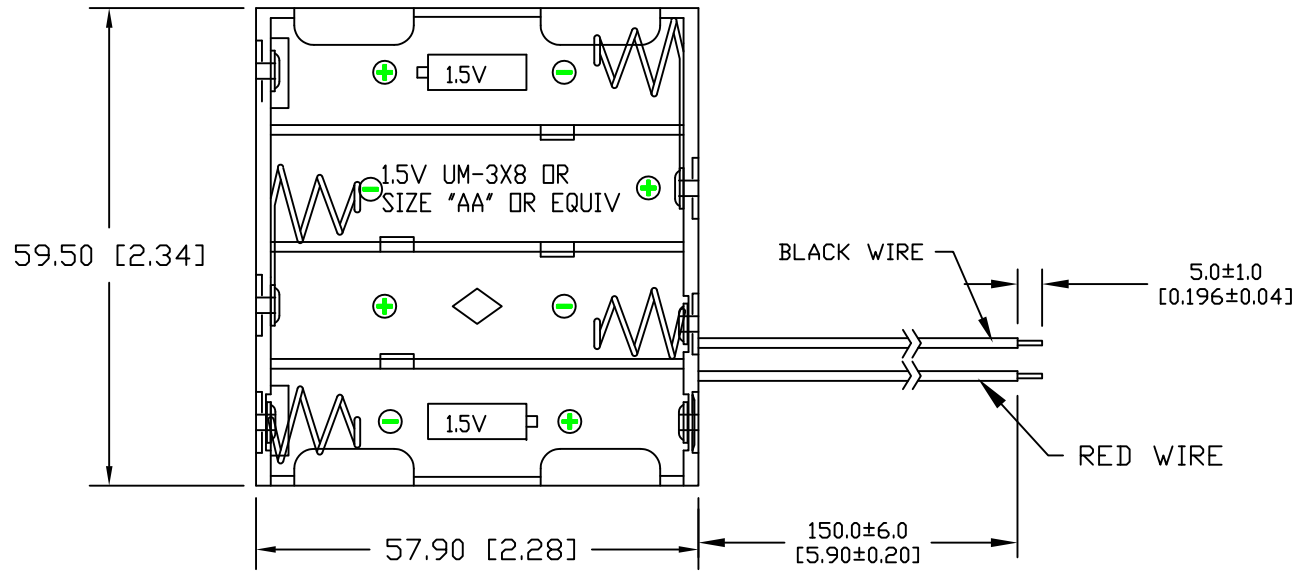 1.5V
1.5V UM-3X8 OR
SIZE "AA" OR EQUIV
59.50 [2.34]
BLACK WIRE
5.0±1.0
[0.196±0.04]
1.5V
RED WIRE
57.90 [2.28]
150.0±6.0
[5.90±0.20]